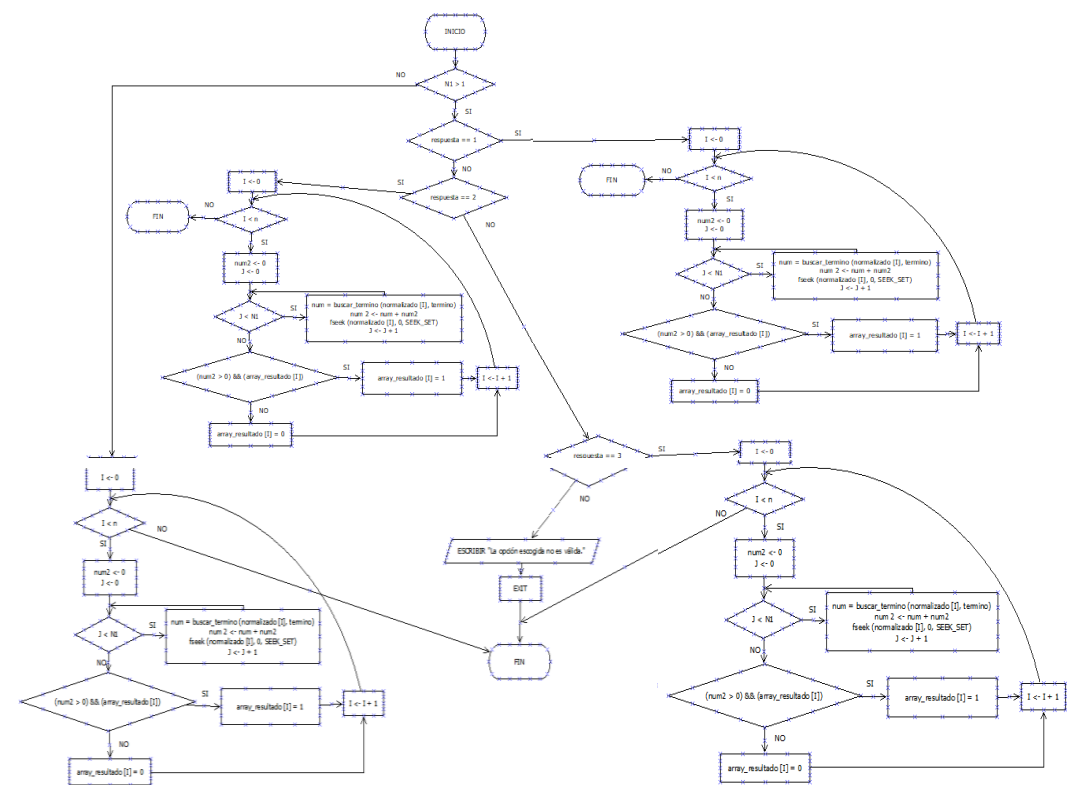 INICIO
NO
N1 > 1
SI
respuesta == 1
SI
I <- 0
NO
FIN
NO
I < n
SI
num2 <- 0
J <- 0
J < N1
SI
num = buscar_termino (normalizado [I], termino)
num 2 <- num + num2
fseek (normalizado [I], 0, SEEK_SET)
J <- J + 1
NO
(num2 > 0) && (array_resultado [I])
SI
array_resultado [I] = 1
I <- I + 1
NO
array_resultado [I] = 0
respuesta == 2
SI
NO
I <- 0
FIN
NO
I < n
SI
num2 <- 0
J <- 0
J < N1
SI
num = buscar_termino (normalizado [I], termino)
num 2 <- num + num2
fseek (normalizado [I], 0, SEEK_SET)
J <- J + 1
NO
(num2 > 0) && (array_resultado [I])
SI
array_resultado [I] = 1
I <- I + 1
NO
array_resultado [I] = 0
respuesta == 3
SI
I <- 0
NO
ESCRIBIR "La opción escogida no es válida."
EXIT
FIN
I < n
NO
SI
num2 <- 0
J <- 0
J < N1
SI
num = buscar_termino (normalizado [I], termino)
num 2 <- num + num2
fseek (normalizado [I], 0, SEEK_SET)
J <- J + 1
NO
(num2 > 0) && (array_resultado [I])
SI
array_resultado [I] = 1
I <- I + 1
NO
array_resultado [I] = 0
I <- 0
I < n
NO
SI
num2 <- 0
J <- 0
J < N1
SI
num = buscar_termino (normalizado [I], termino)
num 2 <- num + num2
fseek (normalizado [I], 0, SEEK_SET)
J <- J + 1
NO
(num2 > 0) && (array_resultado [I])
SI
array_resultado [I] = 1
I <- I + 1
NO
array_resultado [I] = 0